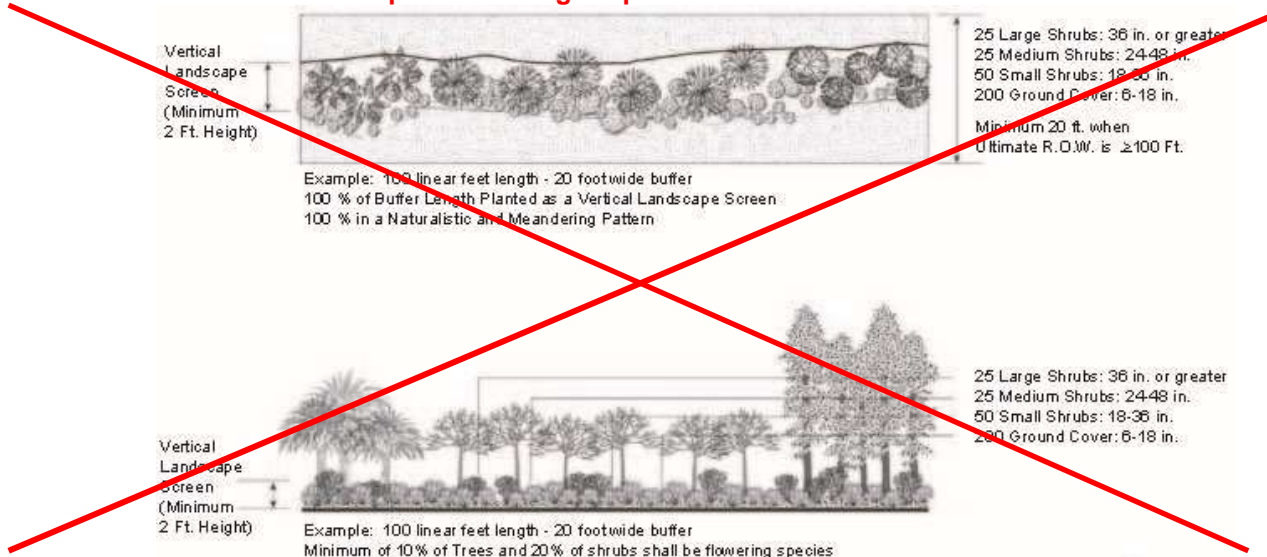 Vertical
Landscape
Screen
(Minimum
2 Ft. Height)
25 Large Shrubs: 36 in. or greater
25 Medium Shrubs: 24-48 in.
50 Small Shrubs: 18-36 in.
200 Ground Cover: 6-18 in.
Minimum 20 ft. when
Ultimate R.O.W. is ≥100 Ft.
Example: 100 linear feet length - 20 foot wide buffer
100 % of Buffer Length Planted as a Vertical Landscape Screen
100 % in a Naturalistic and Meandering Pattern
25 Large Shrubs: 36 in. or greater
25 Medium Shrubs: 24-48 in.
50 Small Shrubs: 18-36 in.
200 Ground Cover: 6-18 in.
Vertical
Landscape
Screen
(Minimum
2 Ft. Height)
Example: 100 linear feet length - 20 foot wide buffer
Minimum of 10% of Trees and 20% of shrubs shall be flowering species